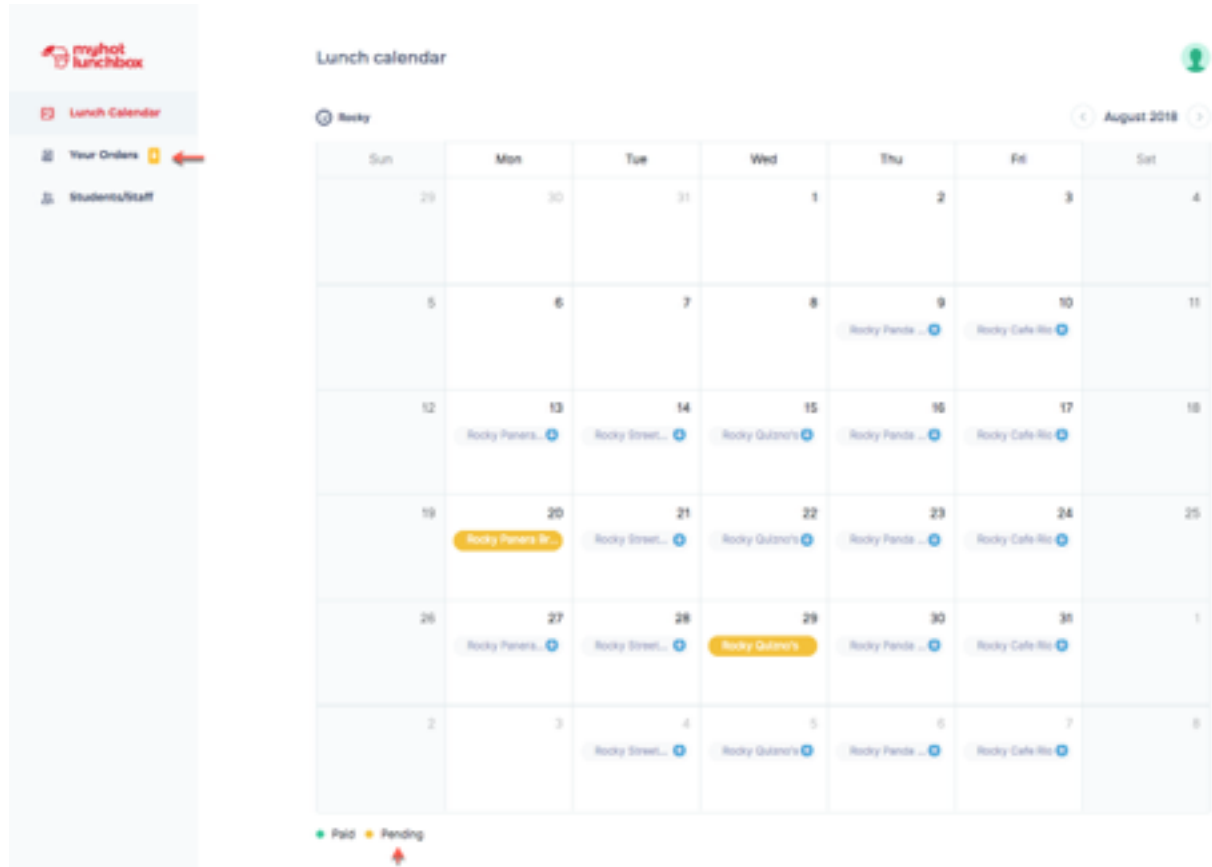 myhot
lunchbox
Lunch Calendar
Your Orders
Students/Staff
Lunch calendar
Rocky
August 2018
Sun Mon Tue Wed Thu Fri Sat
29 30 31 1 2 3 4
5 6 7 8 9 10 11
Rocky Panda ... Rocky Cafe Rio
12 13 14 15 16 17 18
Rocky Panera... Rocky Street... Rocky Quizno's Rocky Panda ... Rocky Cafe Rio
19 20 21 22 23 24 25
Rocky Panera Br... Rocky Street... Rocky Quizno's Rocky Panda ... Rocky Cafe Rio
26 27 28 29 30 31 1
Rocky Panera... Rocky Street... Rocky Quizno's Rocky Panda ... Rocky Cafe Rio
2 3 4 5 6 7 8
Rocky Street... Rocky Quizno's Rocky Panda ... Rocky Cafe Rio
Paid Pending